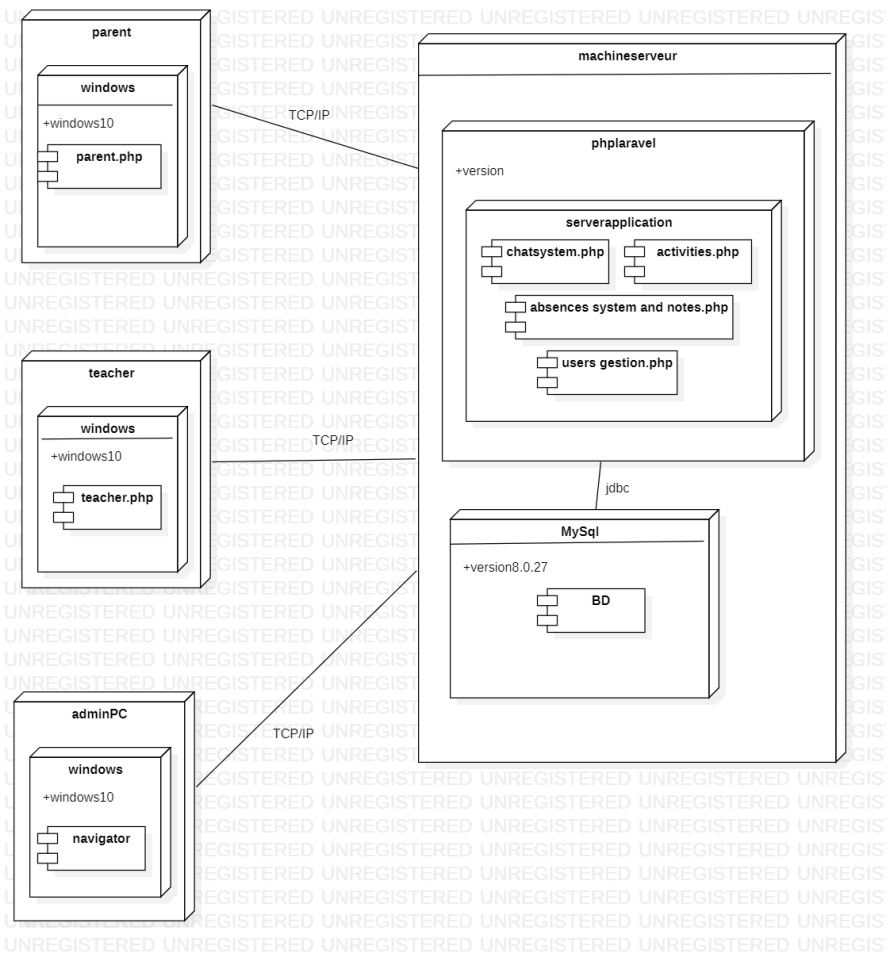 parent
windows
+windows10
parent.php
TCP/IP
machineserveur
phplaravel
+version
serverapplication
chatsystem.php
activities.php
absences system and notes.php
users gestion.php
teacher
windows
+windows10
teacher.php
TCP/IP
jdbc
MySql
+version8.0.27
BD
adminPC
windows
+windows10
navigator
TCP/IP
UNREGISTERED